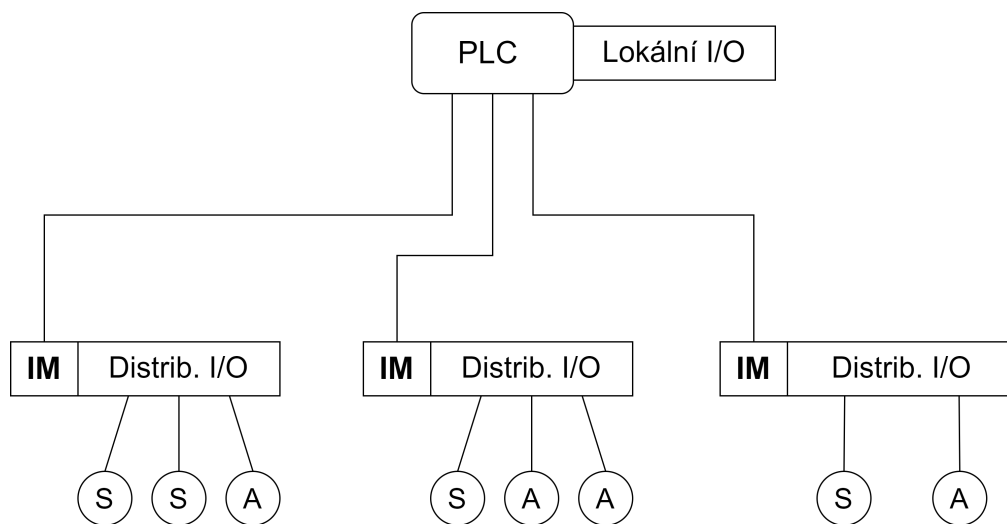 PLC
Lokální I/O
IM
Distrib. I/O
IM
Distrib. I/O
IM
Distrib. I/O
S
S
A
S
A
A
S
A